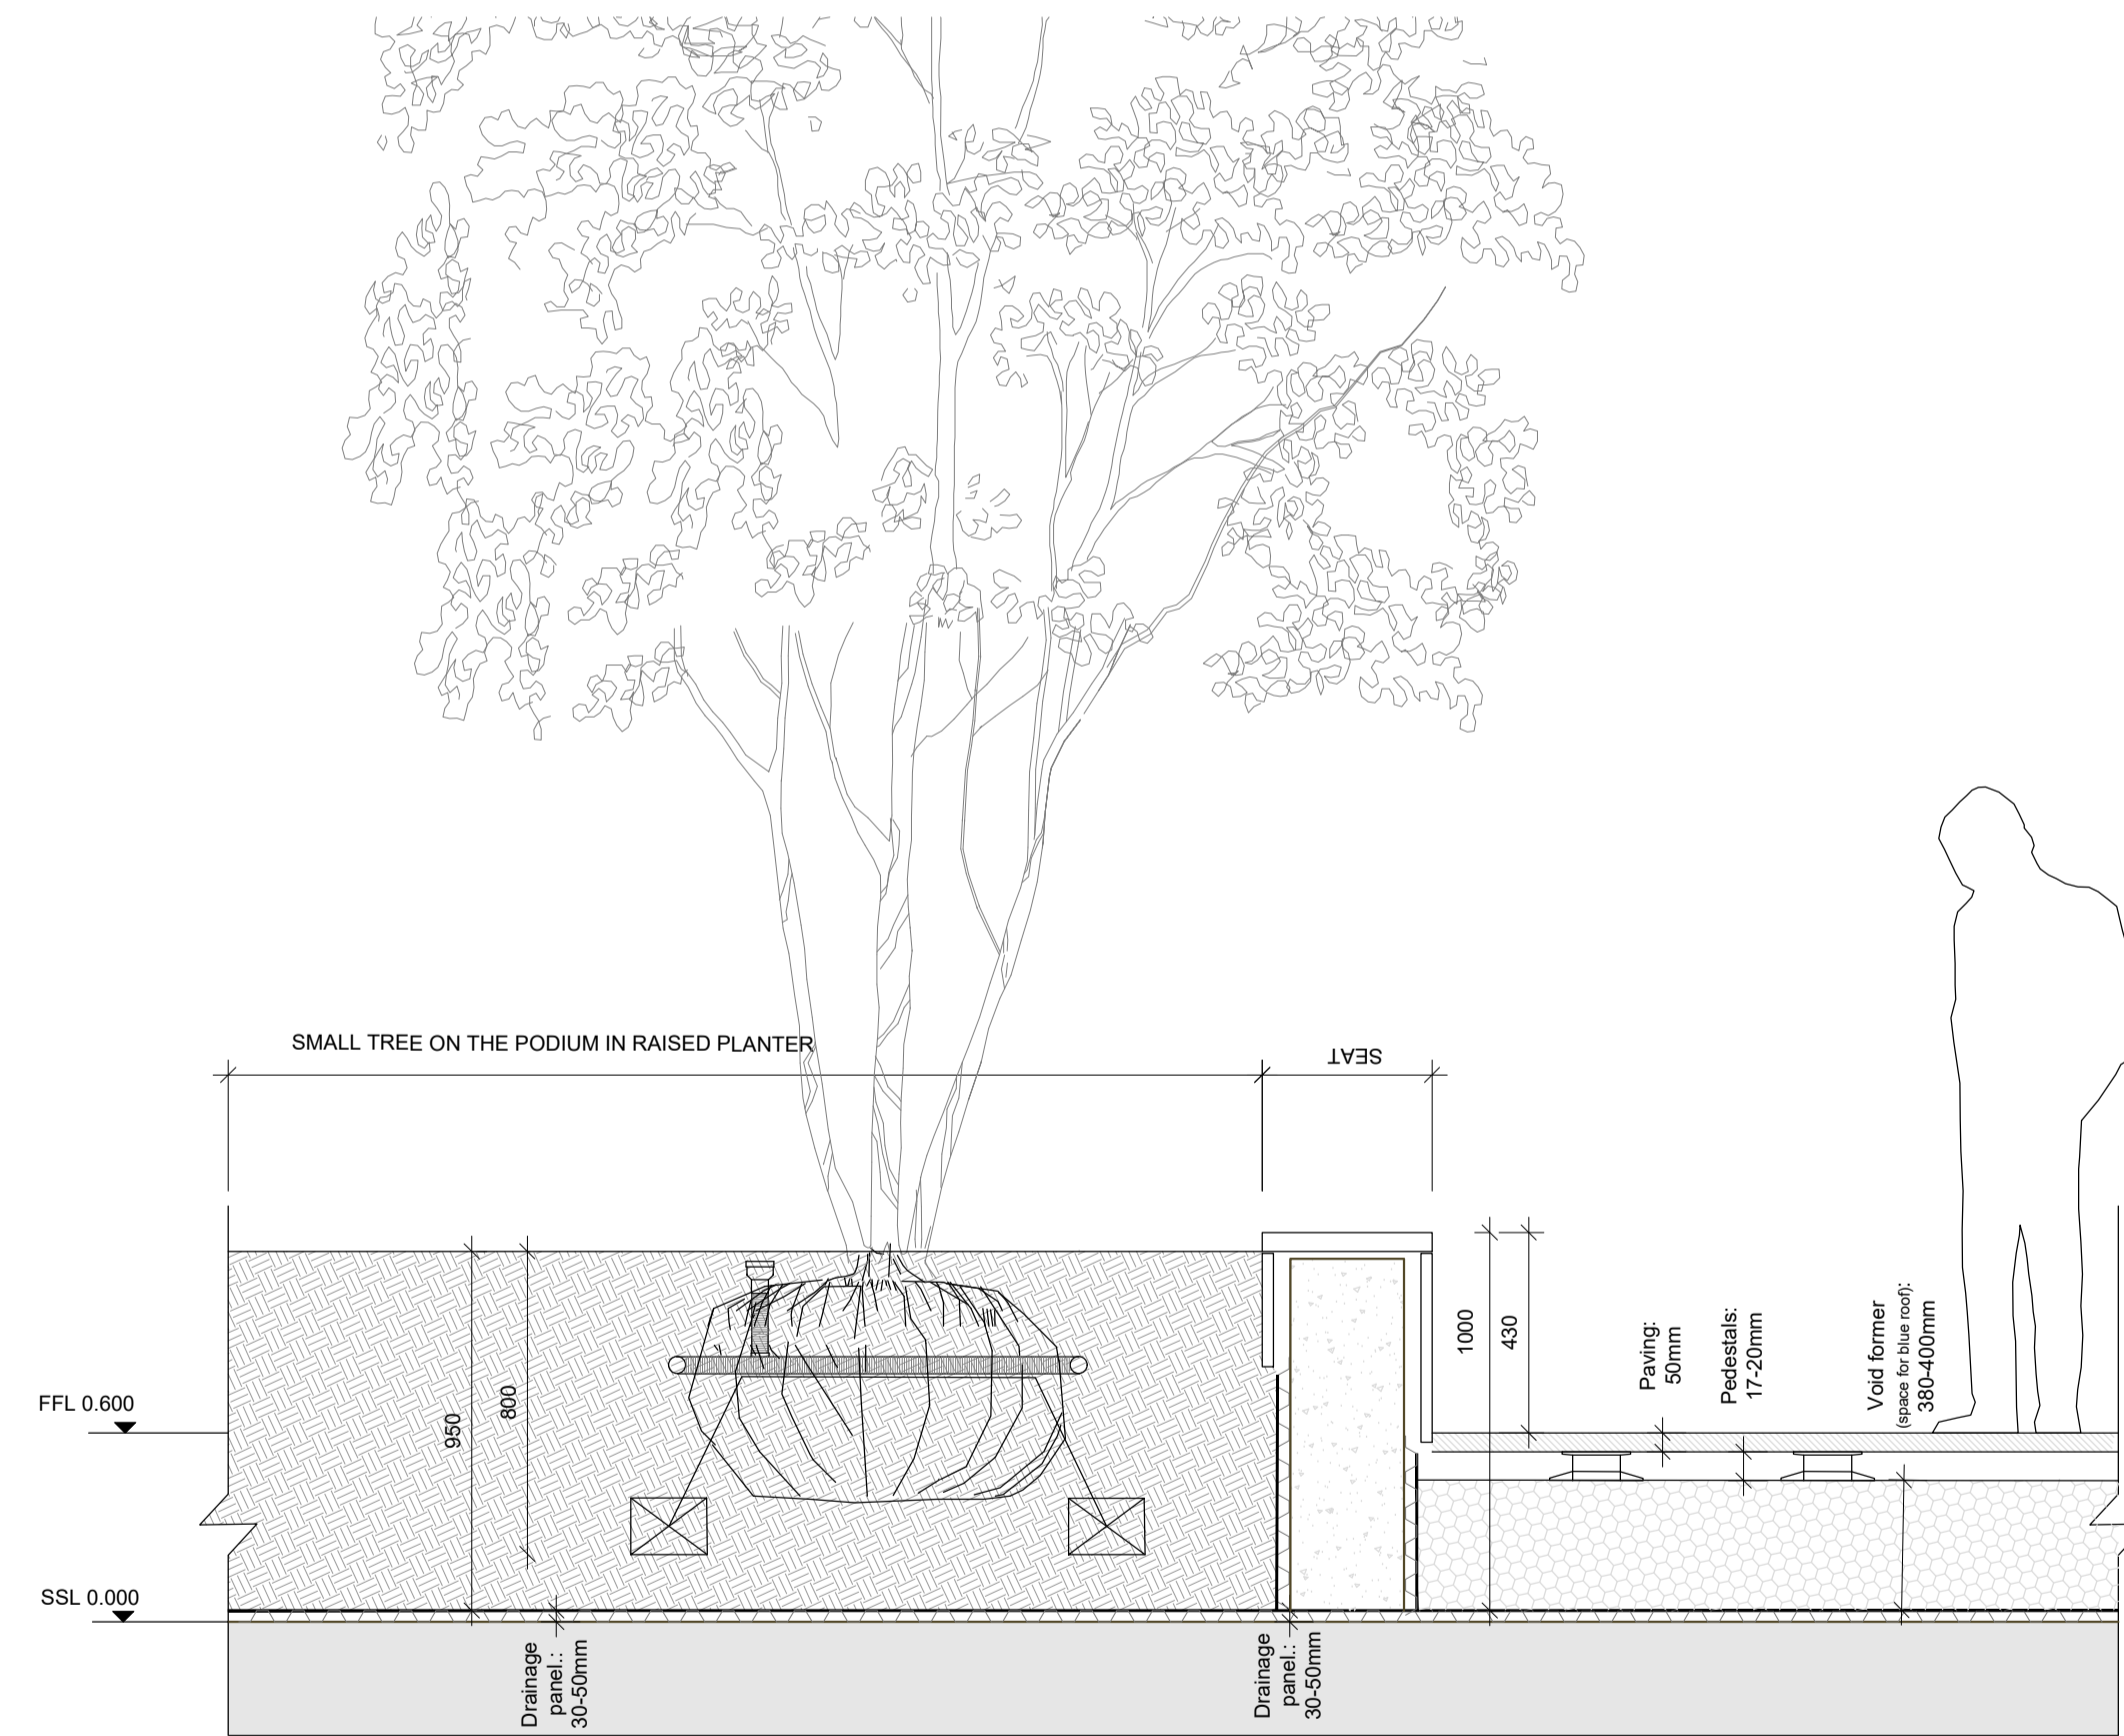 SMALL TREE ON THE PODIUM IN RAISED PLANTER
SEAT
FFL 0.600
SSL 0.000
950
800
1000
430
Paving:
50mm
Pedestals:
17-20mm
Void former
(space for blue roof):
380-400mm
Drainage
panel.:
30-50mm
Drainage
panel.:
30-50mm